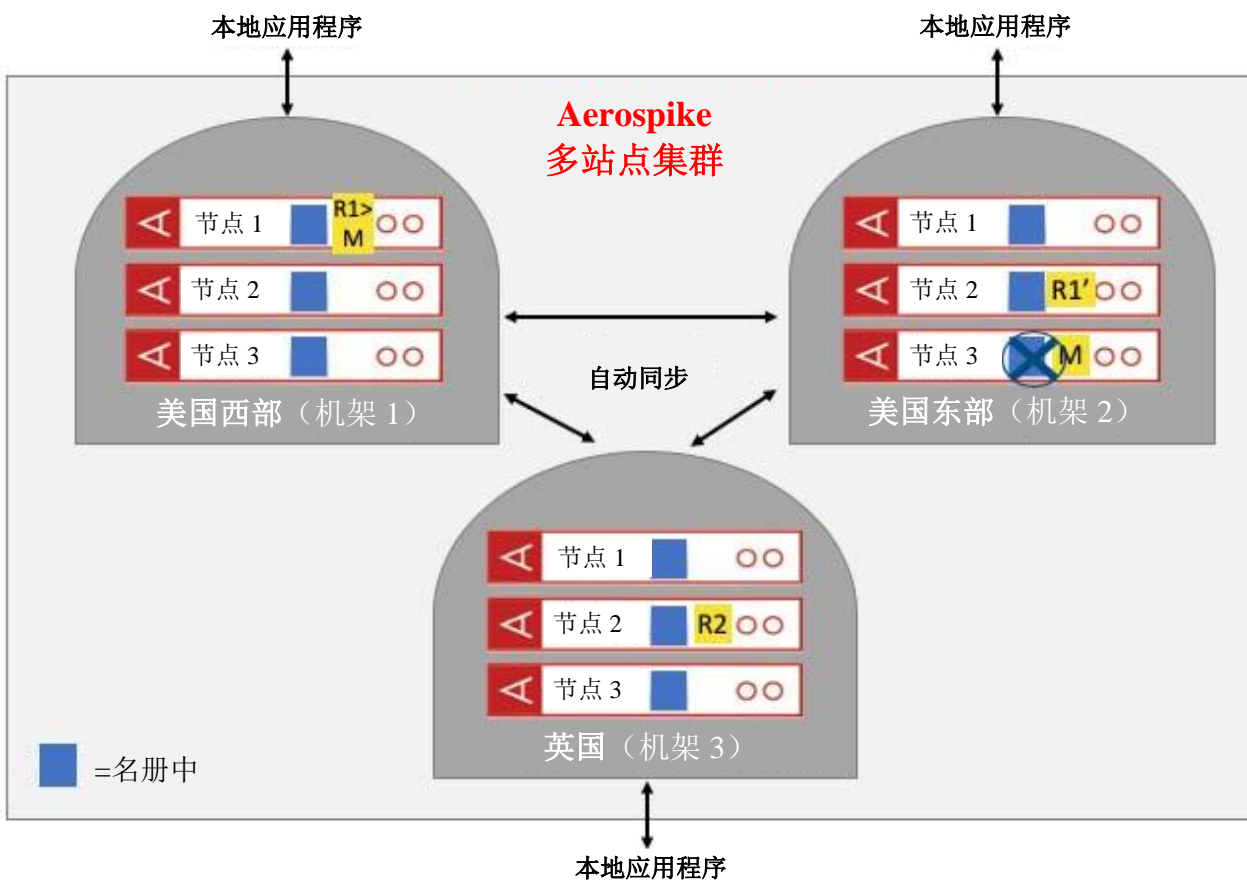 本地应用程序
本地应用程序
Aerospike
多站点集群
节点 1
R1>
M
节点 2
节点 3
美国西部（机架 1）
节点 1
节点 2
R1′
节点 3
M
美国东部（机架 2）
自动同步
节点 1
节点 2
R2
节点 3
英国（机架 3）
=名册中
本地应用程序